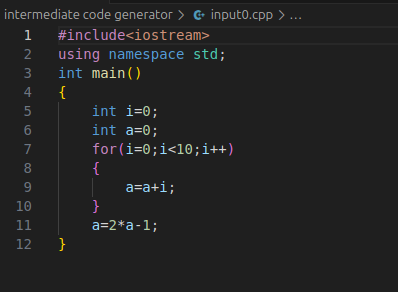 intermediate code generator > input0.cpp > ...
1 #include<iostream>
2 using namespace std;
3 int main()
4 {
5     int i=0;
6     int a=0;
7     for(i=0;i<10;i++)
8     {
9         a=a+i;
10     }
11     a=2*a-1;
12 }